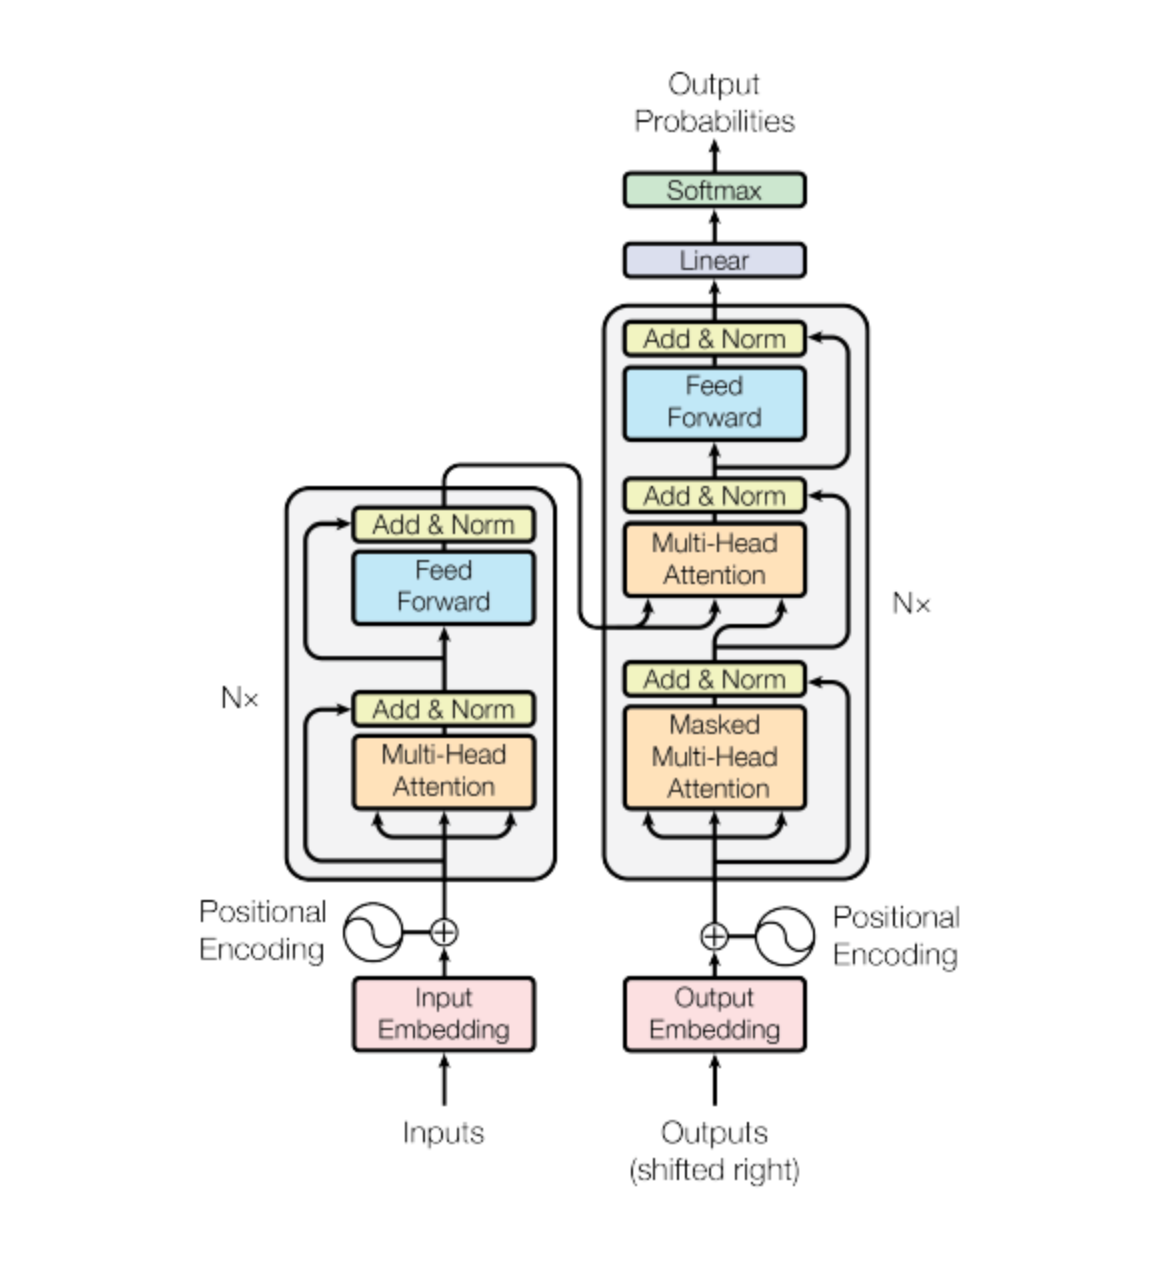 Output
Probabilities
Softmax
Linear
Add & Norm
Feed
Forward
Add & Norm
Multi-Head
Attention
Add & Norm
Masked
Multi-Head
Attention
N×
Positional
Encoding
Output
Embedding
Outputs
(shifted right)
Add & Norm
Feed
Forward
Add & Norm
Multi-Head
Attention
N×
Positional
Encoding
Input
Embedding
Inputs